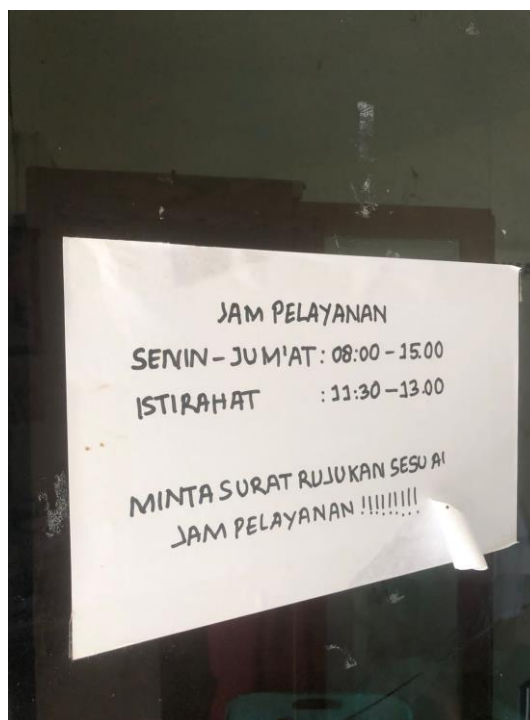 JAM PELAYANAN
SENIN - JUM'AT : 08:00 - 15.00
ISTIRAHAT : 11:30 - 13.00
MINTA SURAT RUJUKAN SESUAI
JAM PELAYANAN !!!!!!!!!